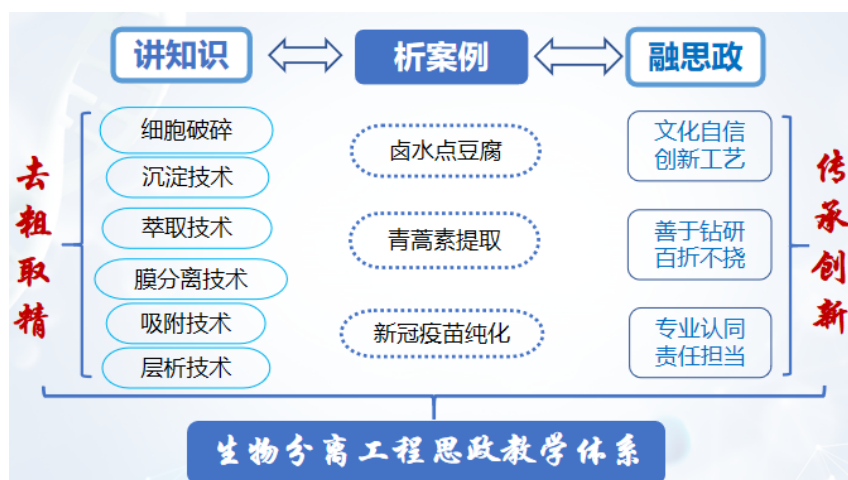 讲知识
析案例
融思政
去粗取精
细胞破碎
沉淀技术
萃取技术
膜分离技术
吸附技术
层析技术
卤水点豆腐
青蒿素提取
新冠疫苗纯化
文化自信
创新工艺
善于钻研
百折不挠
专业认同
责任担当
传承创新
生物分离工程思政教学体系